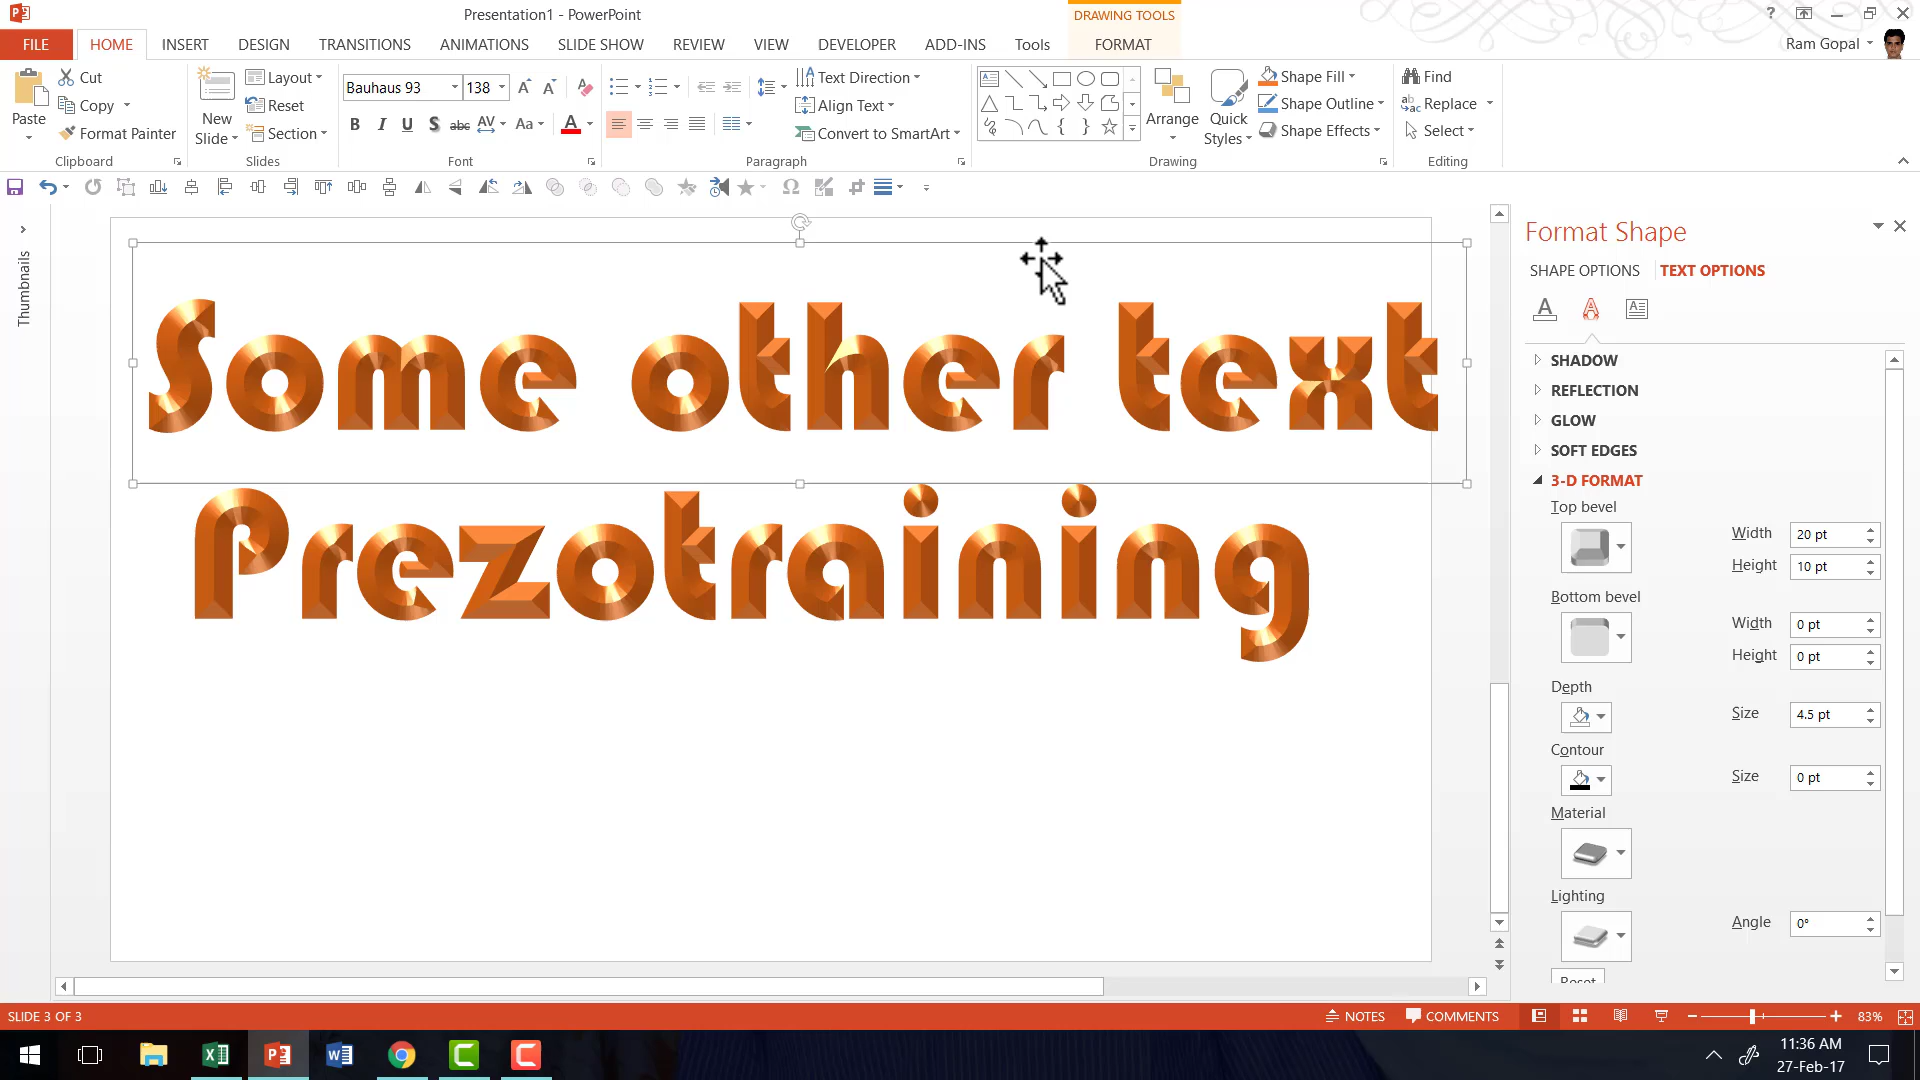 Presentation1 - PowerPoint
DRAWING TOOLS
?
FILE HOME INSERT DESIGN TRANSITIONS ANIMATIONS SLIDE SHOW REVIEW VIEW DEVELOPER ADD-INS Tools FORMAT
Ram Gopal
Paste
Cut
Copy
Format Painter
Clipboard
New
Slide
Layout
Reset
Section
Slides
Bauhaus 93 138
B I U S abc AV Aa A
Font
Text Direction
Align Text
Convert to SmartArt
Paragraph
Arrange
Quick
Styles
Shape Fill
Shape Outline
Shape Effects
Drawing
Find
Replace
Select
Editing
Thumbnails
Some other text
Prezotraining
Format Shape
SHAPE OPTIONS TEXT OPTIONS
SHADOW
REFLECTION
GLOW
SOFT EDGES
3-D FORMAT
Top bevel
Width 20 pt
Height 10 pt
Bottom bevel
Width 0 pt
Height 0 pt
Depth
Size 4.5 pt
Contour
Size 0 pt
Material
Lighting
Angle 0°
Reset
SLIDE 3 OF 3
NOTES COMMENTS 83%
11:36 AM
27-Feb-17